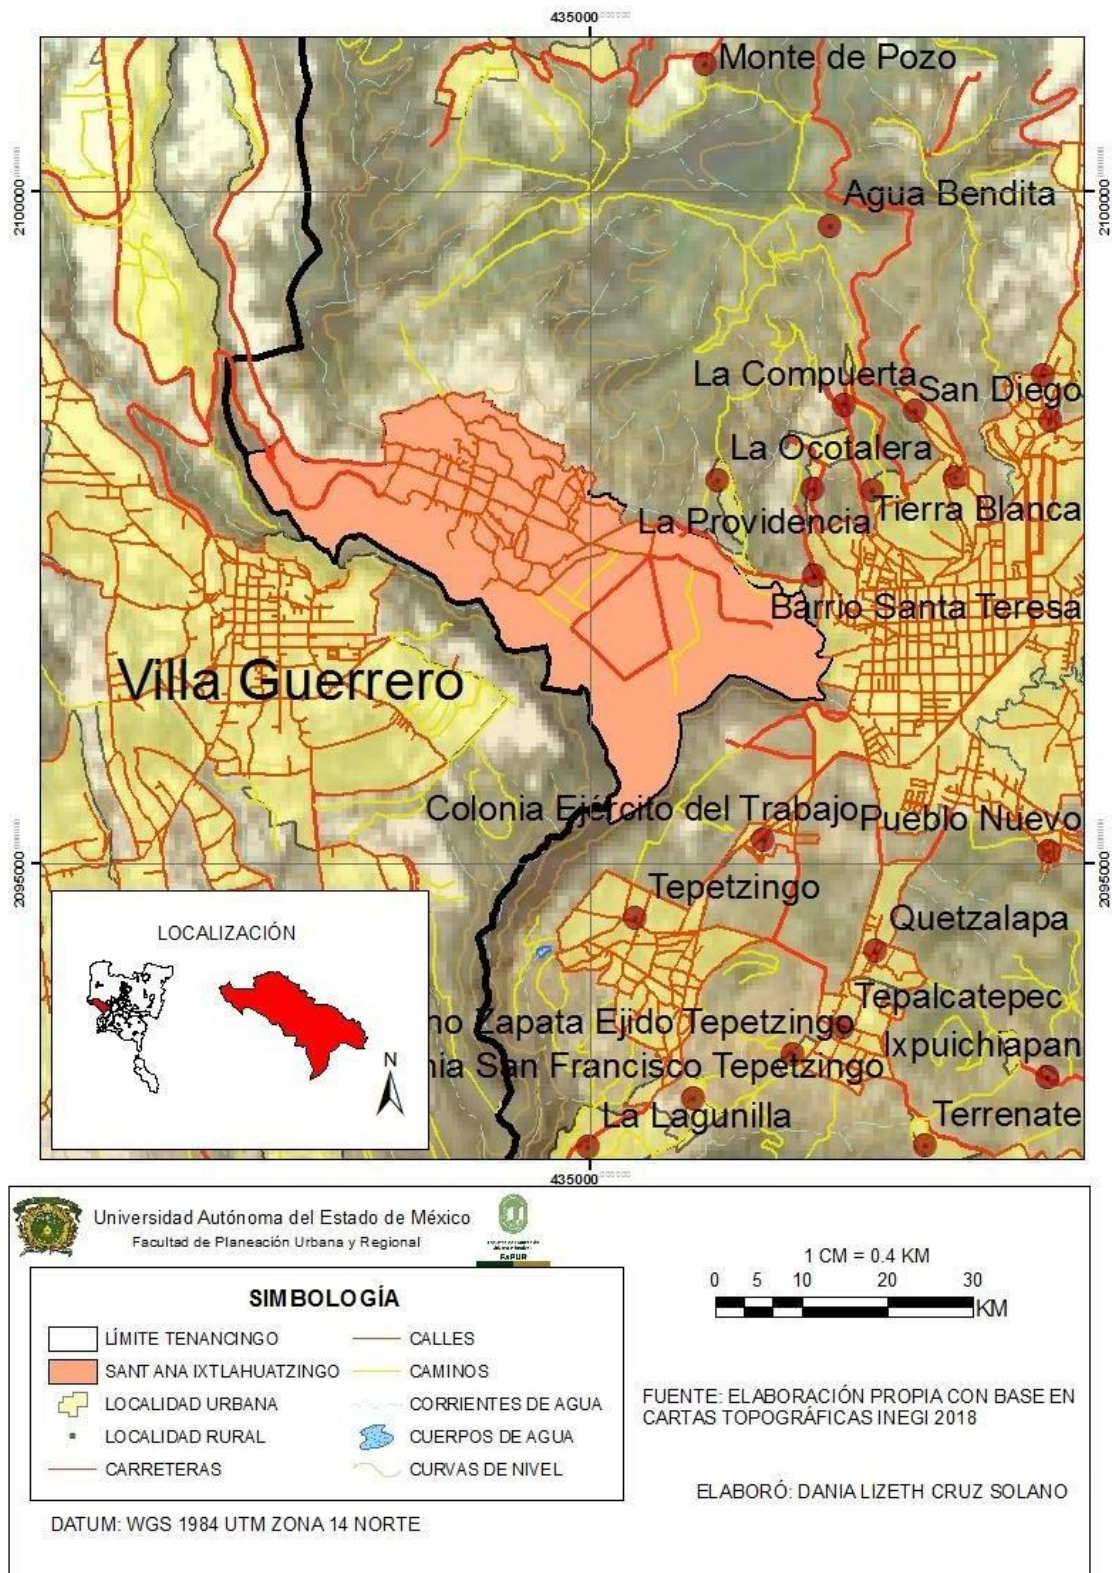 435000
Monte de Pozo
2100000
2100000
Agua Bendita
La Compuerta
San Diego
La Ocotalera
La Providencia
Tierra Blanca
Barrio Santa Teresa
Villa Guerrero
Colonia Ejército del Trabajo
Pueblo Nuevo
2095000
2095000
Tepetzingo
Quetzalapa
LOCALIZACIÓN
Tepalcatepec
no Zapata Ejido Tepetzingo
Ixpuichiapan
nia San Francisco Tepetzingo
N
La Lagunilla
Terrenate
435000
Universidad Autónoma del Estado de México
Facultad de Planeación Urbana y Regional
FaPUR
SIMBOLOGÍA
LÍMITE TENANCINGO
SANT ANA IXTLAHUATZINGO
LOCALIDAD URBANA
LOCALIDAD RURAL
CARRETERAS
CALLES
CAMINOS
CORRIENTES DE AGUA
CUERPOS DE AGUA
CURVAS DE NIVEL
1 CM = 0.4 KM
0 5 10 20 30
KM
FUENTE: ELABORACIÓN PROPIA CON BASE EN
CARTAS TOPOGRÁFICAS INEGI 2018
ELABORÓ: DANIA LIZETH CRUZ SOLANO
DATUM: WGS 1984 UTM ZONA 14 NORTE